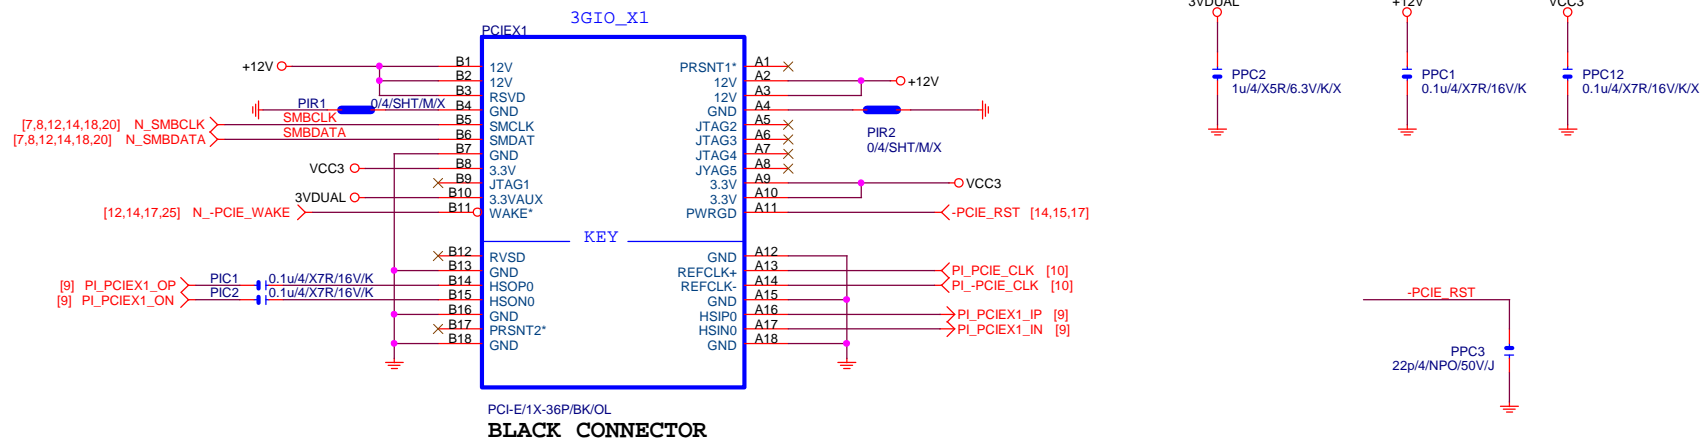 3GIO_X1
PCIEX1
3VDUAL
+12V
VCC3
+12V
B1 12V
B2 12V
B3 RSVD
PIR1 0/4/SHT/M/X B4 GND
[7,8,12,14,18,20] N_SMBCLK SMBCLK B5 SMCLK
[7,8,12,14,18,20] N_SMBDATA SMBDATA B6 SMDAT
B7 GND
VCC3 B8 3.3V
B9 JTAG1
3VDUAL B10 3.3VAUX
[12,14,17,25] N_-PCIE_WAKE B11 WAKE*
KEY
B12 RVSD
B13 GND
[9] PI_PCIEX1_OP PIC1 0.1u/4/X7R/16V/K B14 HSOP0
[9] PI_PCIEX1_ON PIC2 0.1u/4/X7R/16V/K B15 HSON0
B16 GND
B17 PRSNT2*
B18 GND
PRSNT1* A1
12V A2 +12V
12V A3
GND A4
PIR2
0/4/SHT/M/X
JTAG2 A5
JTAG3 A6
JTAG4 A7
JYAG5 A8
3.3V A9 VCC3
3.3V A10
PWRGD A11 -PCIE_RST [14,15,17]
GND A12
REFCLK+ A13 PI_PCIE_CLK [10]
REFCLK- A14 PI_-PCIE_CLK [10]
GND A15
HSIP0 A16 PI_PCIEX1_IP [9]
HSIN0 A17 PI_PCIEX1_IN [9]
GND A18
PCI-E/1X-36P/BK/OL
BLACK CONNECTOR
PPC2
1u/4/X5R/6.3V/K/X
PPC1
0.1u/4/X7R/16V/K
PPC12
0.1u/4/X7R/16V/K/X
-PCIE_RST
PPC3
22p/4/NPO/50V/J